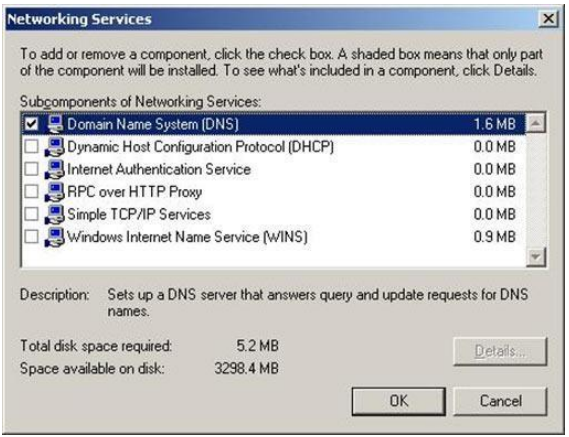 Networking Services
To add or remove a component, click the check box. A shaded box means that only part
of the component will be installed. To see what's included in a component, click Details.
Subcomponents of Networking Services:
Domain Name System (DNS) 1.6 MB
Dynamic Host Configuration Protocol (DHCP) 0.0 MB
Internet Authentication Service 0.0 MB
RPC over HTTP Proxy 0.0 MB
Simple TCP/IP Services 0.0 MB
Windows Internet Name Service (WINS) 0.9 MB
Description: Sets up a DNS server that answers query and update requests for DNS
names.
Total disk space required: 5.2 MB
Space available on disk: 3298.4 MB
Details...
OK Cancel